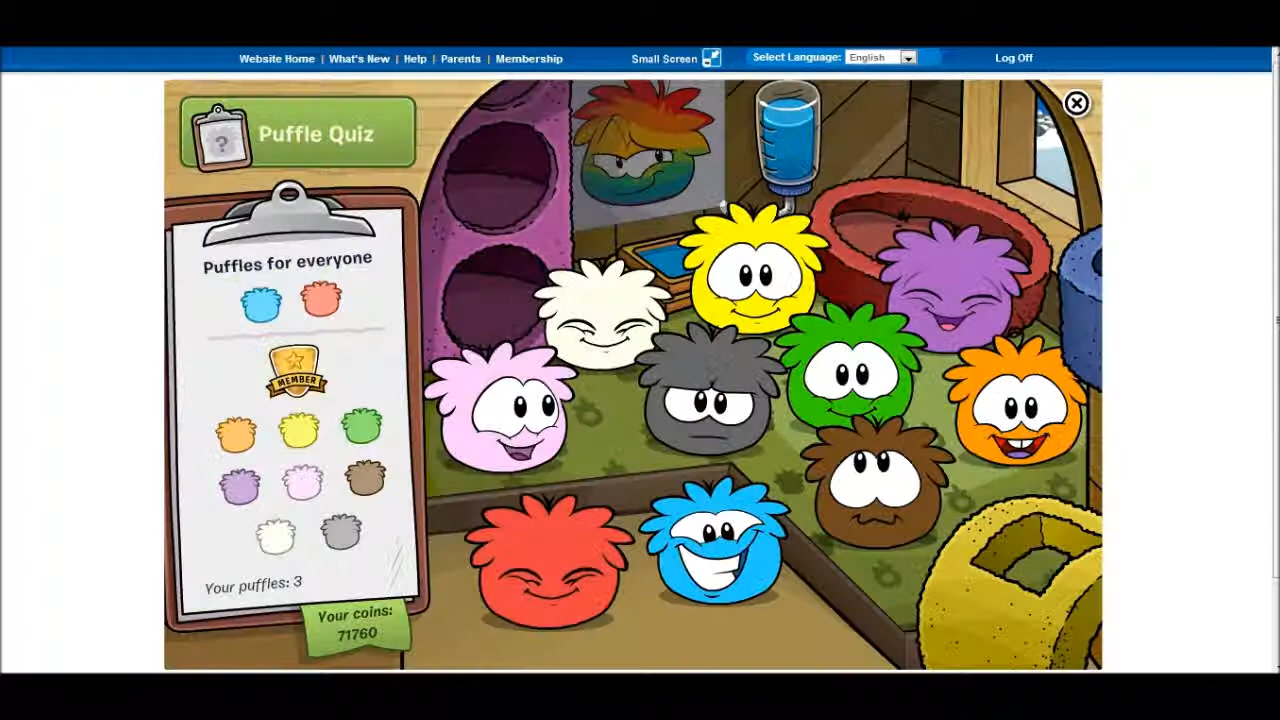 Website Home | What's New | Help | Parents | Membership
Small Screen
Select Language: English
Log Off
? Puffle Quiz
Puffles for everyone
MEMBER
Your puffles: 3
Your coins:
71760